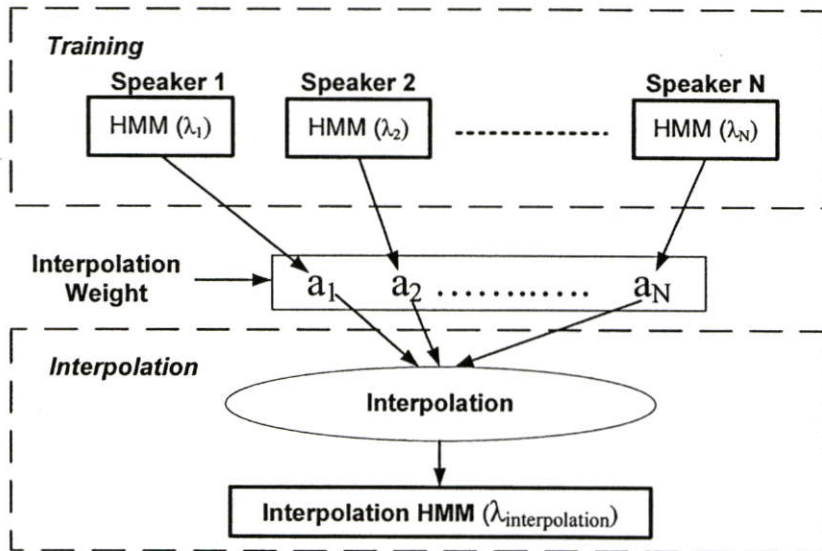 Training
Speaker 1 Speaker 2 Speaker N
HMM (λ1) HMM (λ2) ................ HMM (λN)
Interpolation
Weight
a1 a2 .............. aN
Interpolation
Interpolation
Interpolation HMM (λinterpolation)